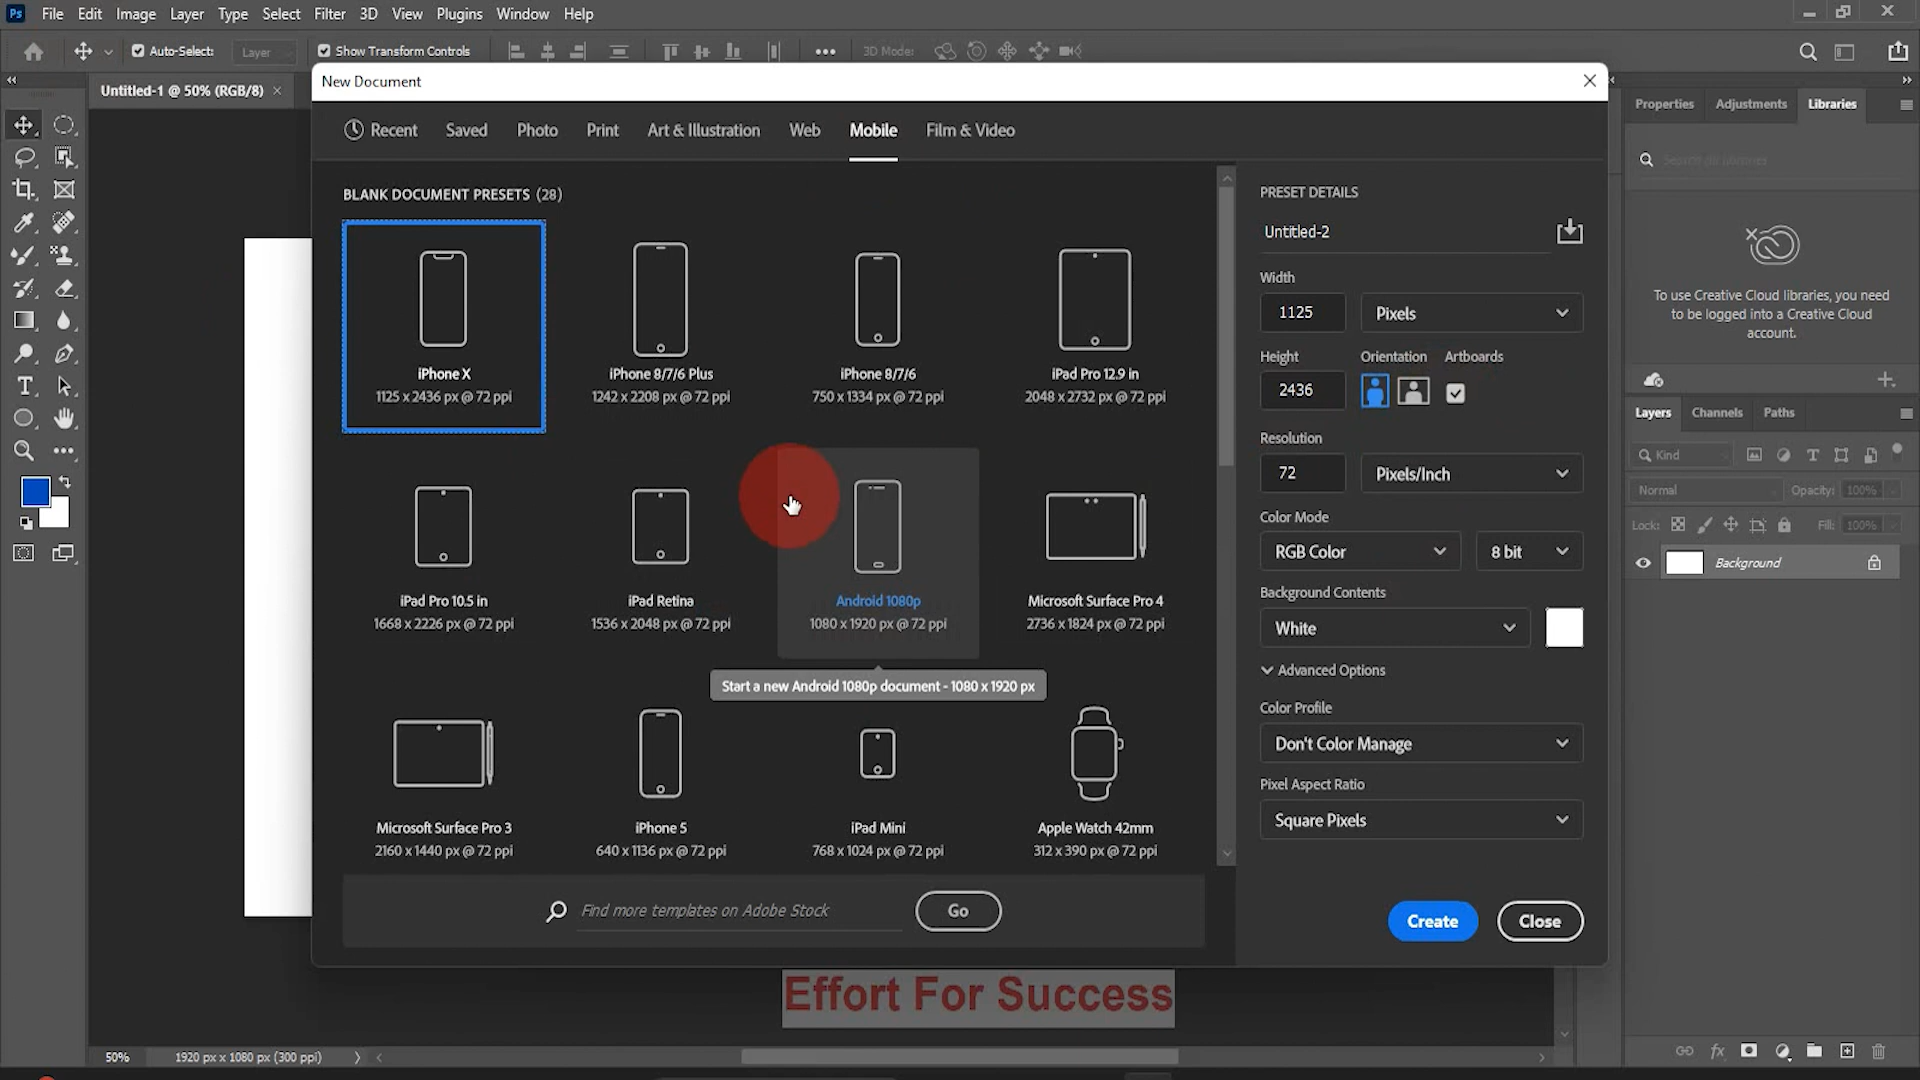 Ps File Edit Image Layer Type Select Filter 3D View Plugins Window Help
Auto-Select: Layer Show Transform Controls 3D Mode:
Untitled-1 @ 50% (RGB/8)
New Document
Recent Saved Photo Print Art & Illustration Web Mobile Film & Video
BLANK DOCUMENT PRESETS (28)
iPhone X
1125 x 2436 px @ 72 ppi
iPhone 8/7/6 Plus
1242 x 2208 px @ 72 ppi
iPhone 8/7/6
750 x 1334 px @ 72 ppi
iPad Pro 12.9 in
2048 x 2732 px @ 72 ppi
iPad Pro 10.5 in
1668 x 2226 px @ 72 ppi
iPad Retina
1536 x 2048 px @ 72 ppi
Android 1080p
1080 x 1920 px @ 72 ppi
Microsoft Surface Pro 4
2736 x 1824 px @ 72 ppi
Start a new Android 1080p document - 1080 x 1920 px
Microsoft Surface Pro 3
2160 x 1440 px @ 72 ppi
iPhone 5
640 x 1136 px @ 72 ppi
iPad Mini
768 x 1024 px @ 72 ppi
Apple Watch 42mm
312 x 390 px @ 72 ppi
Find more templates on Adobe Stock Go
PRESET DETAILS
Untitled-2
Width
1125 Pixels
Height Orientation Artboards
2436
Resolution
72 Pixels/Inch
Color Mode
RGB Color 8 bit
Background Contents
White
Advanced Options
Color Profile
Don't Color Manage
Pixel Aspect Ratio
Square Pixels
Create Close
Properties Adjustments Libraries
Search all libraries
To use Creative Cloud libraries, you need
to be logged into a Creative Cloud
account.
Layers Channels Paths
Kind
Normal Opacity: 100%
Lock: Fill: 100%
Background
fx
Effort For Success
50% 1920 px x 1080 px (300 ppi)